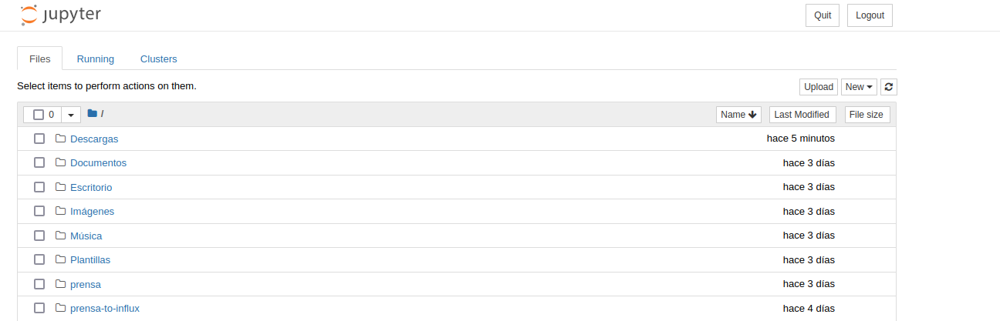 jupyter
Quit Logout
Files Running Clusters
Select items to perform actions on them.
Upload New
0 / Name Last Modified File size
Descargas hace 5 minutos
Documentos hace 3 días
Escritorio hace 3 días
Imágenes hace 3 días
Música hace 3 días
Plantillas hace 3 días
prensa hace 3 días
prensa-to-influx hace 4 días